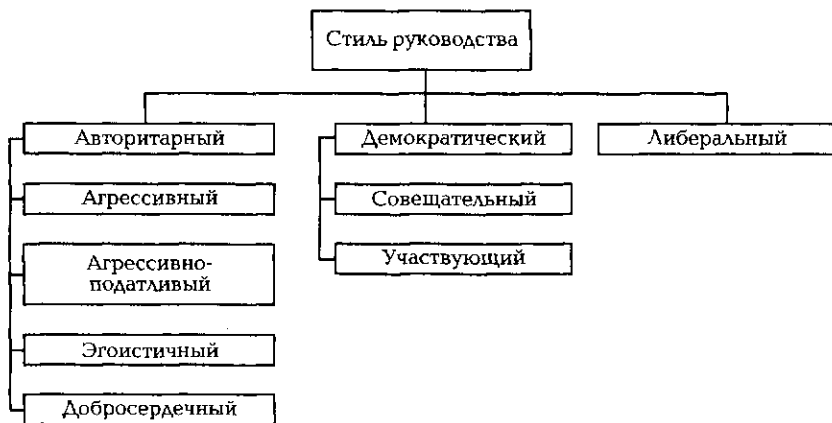 Стиль руководства
Авторитарный
Демократический
Либеральный
Агрессивный
Совещательный
Агрессивно-
податливый
Участвующий
Эгоистичный
Добросердечный